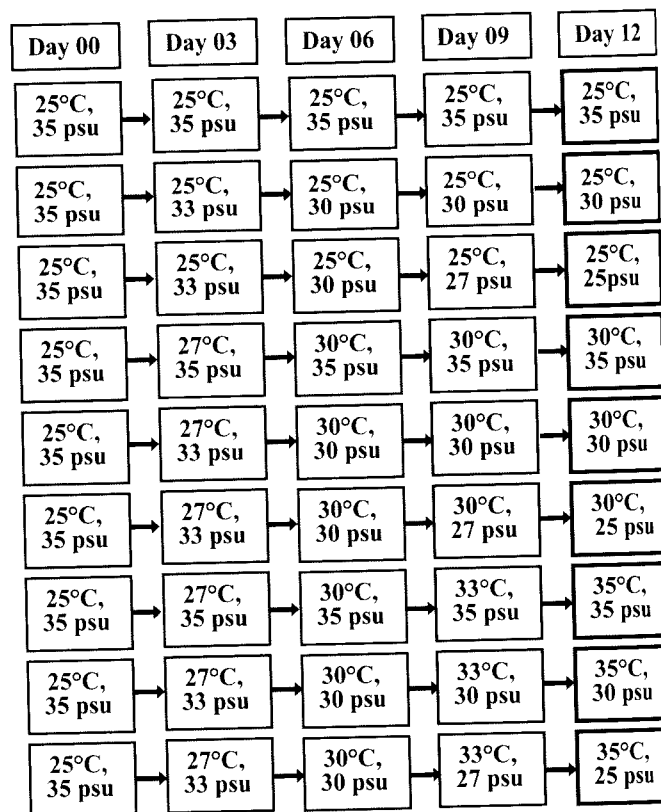 Day 00 Day 03 Day 06 Day 09 Day 12
25°C, 25°C, 25°C, 25°C, 25°C,
35 psu 35 psu 35 psu 35 psu 35 psu
25°C, 25°C, 25°C, 25°C, 25°C,
35 psu 33 psu 30 psu 30 psu 30 psu
25°C, 25°C, 25°C, 25°C, 25°C,
35 psu 33 psu 30 psu 27 psu 25psu
25°C, 27°C, 30°C, 30°C, 30°C,
35 psu 35 psu 35 psu 35 psu 35 psu
25°C, 27°C, 30°C, 30°C, 30°C,
35 psu 33 psu 30 psu 30 psu 30 psu
25°C, 27°C, 30°C, 30°C, 30°C,
35 psu 33 psu 30 psu 27 psu 25 psu
25°C, 27°C, 30°C, 33°C, 35°C,
35 psu 35 psu 35 psu 35 psu 35 psu
25°C, 27°C, 30°C, 33°C, 35°C,
35 psu 33 psu 30 psu 30 psu 30 psu
25°C, 27°C, 30°C, 33°C, 35°C,
35 psu 33 psu 30 psu 27 psu 25 psu